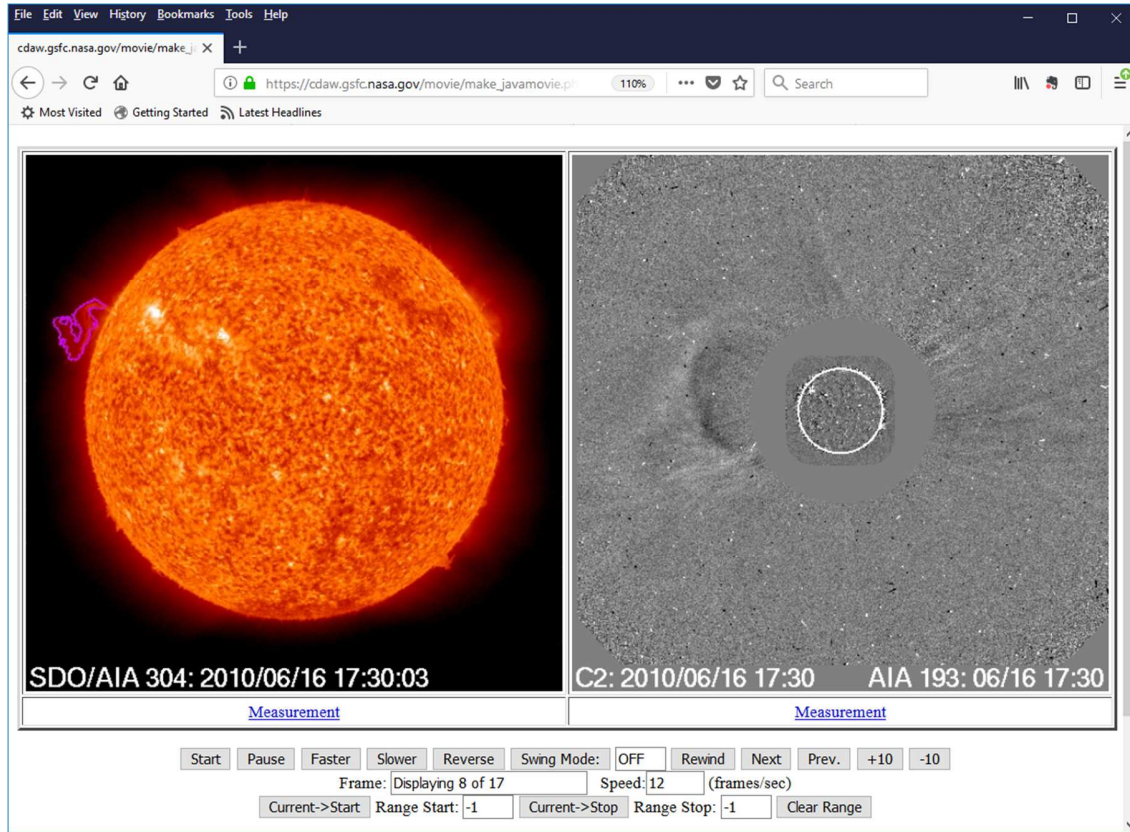 File Edit View History Bookmarks Tools Help
cdaw.gsfc.nasa.gov/movie/make_j
https://cdaw.gsfc.nasa.gov/movie/make_javamovie.p 110% Search
Most Visited Getting Started Latest Headlines
SDO/AIA 304: 2010/06/16 17:30:03
C2: 2010/06/16 17:30 AIA 193: 06/16 17:30
Measurement Measurement
Start Pause Faster Slower Reverse Swing Mode: OFF Rewind Next Prev. +10 -10
Frame: Displaying 8 of 17 Speed: 12 (frames/sec)
Current->Start Range Start: -1 Current->Stop Range Stop: -1 Clear Range